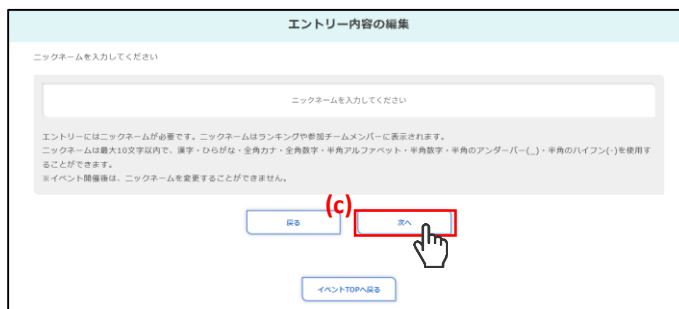 エントリー内容の編集
ニックネームを入力してください
ニックネームを入力してください
エントリーにはニックネームが必要です。ニックネームはランキングや参加チームメンバーに表示されます。
ニックネームは最大10文字以内で、漢字・ひらがな・全角カナ・全角数字・半角アルファベット・半角数字・半角のアンダーバー(_)・半角のハイフン(-)を使用す
ることができます。
※イベント開催後は、ニックネームを変更することができません。
(c)
戻る 次へ
イベントTOPへ戻る